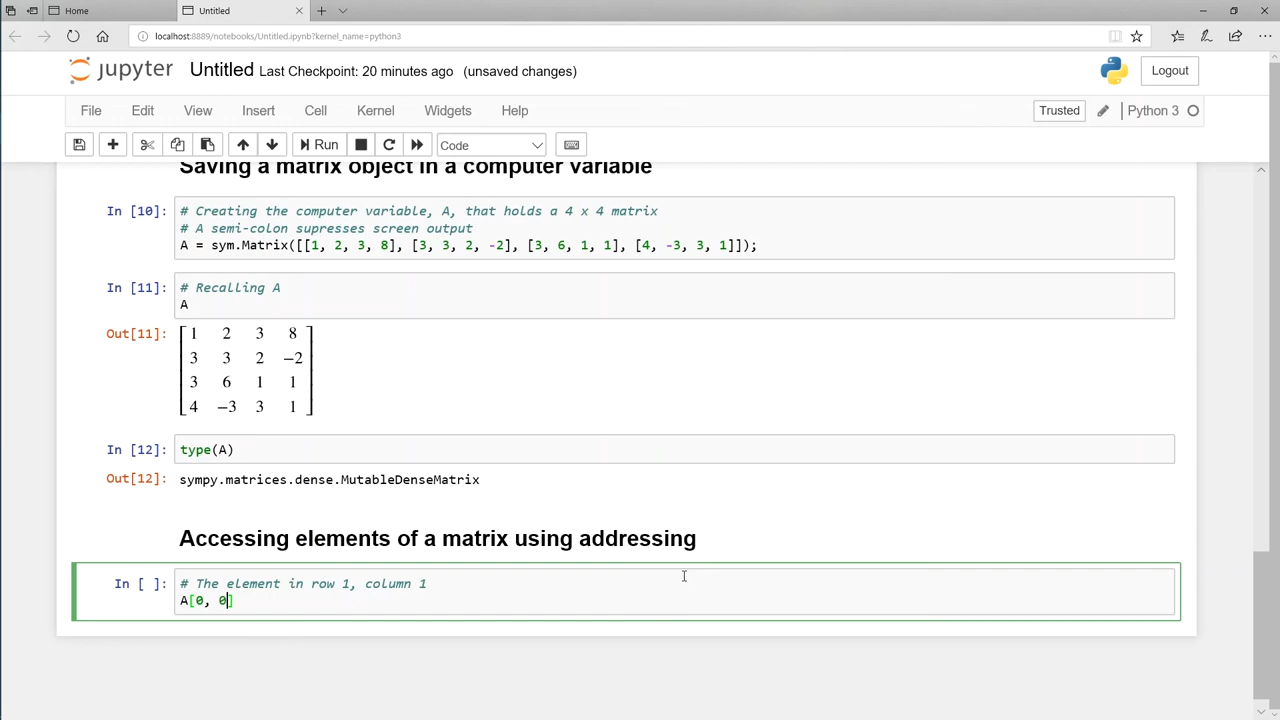 Home
Untitled
localhost:8889/notebooks/Untitled.ipynb?kernel_name=python3
jupyter Untitled Last Checkpoint: 20 minutes ago (unsaved changes)
Logout
File Edit View Insert Cell Kernel Widgets Help
Trusted
Python 3
Run
Code
Saving a matrix object in a computer variable
In [10]: # Creating the computer variable, A, that holds a 4 x 4 matrix
# A semi-colon supresses screen output
A = sym.Matrix([[1, 2, 3, 8], [3, 3, 2, -2], [3, 6, 1, 1], [4, -3, 3, 1]]);
In [11]: # Recalling A
A
Out[11]: 1 2 3 8
3 3 2 −2
3 6 1 1
4 −3 3 1
In [12]: type(A)
Out[12]: sympy.matrices.dense.MutableDenseMatrix
Accessing elements of a matrix using addressing
In [ ]: # The element in row 1, column 1
A[0, 0]